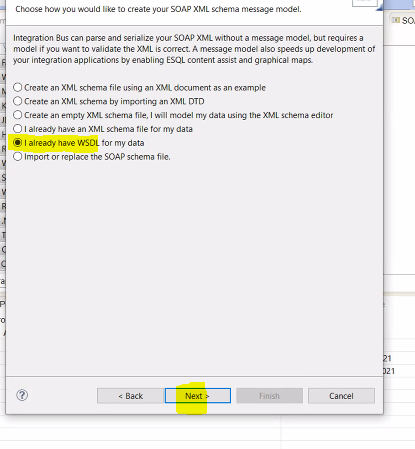 Choose how you would like to create your SOAP XML schema message model.
SO
Integration Bus can parse and serialize your SOAP XML without a message model, but requires a
model if you want to validate the XML is correct. A message model also speeds up development of
your integration applications by enabling ESQL content assist and graphical maps.
Create an XML schema file using an XML document as an example
Create an XML schema by importing an XML DTD
Create an empty XML schema file, I will model my data using the XML schema editor
I already have an XML schema file for my data
I already have WSDL for my data
Import or replace the SOAP schema file.
21
021
? < Back Next > Finish Cancel